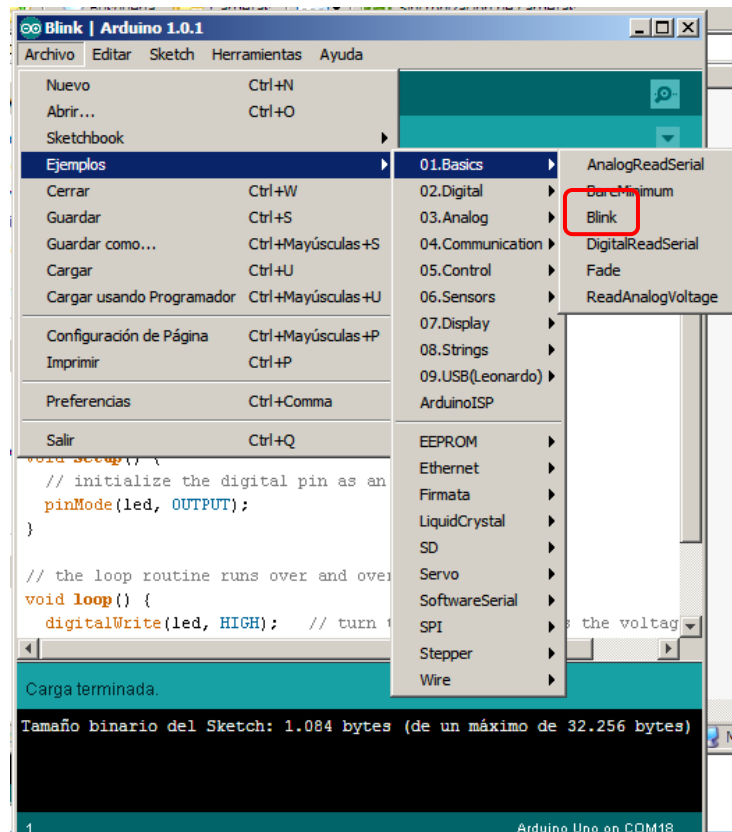 Blink | Arduino 1.0.1
Archivo Editar Sketch Herramientas Ayuda
Nuevo Ctrl+N
Abrir... Ctrl+O
Sketchbook
Ejemplos
Cerrar Ctrl+W
Guardar Ctrl+S
Guardar como... Ctrl+Mayúsculas+S
Cargar Ctrl+U
Cargar usando Programador Ctrl+Mayúsculas+U
Configuración de Página Ctrl+Mayúsculas+P
Imprimir Ctrl+P
Preferencias Ctrl+Comma
Salir Ctrl+Q
01.Basics
02.Digital
03.Analog
04.Communication
05.Control
06.Sensors
07.Display
08.Strings
09.USB(Leonardo)
ArduinoISP
EEPROM
Ethernet
Firmata
LiquidCrystal
SD
Servo
SoftwareSerial
SPI
Stepper
Wire
AnalogReadSerial
BareMinimum
Blink
DigitalReadSerial
Fade
ReadAnalogVoltage
void setup() {
// initialize the digital pin as an
pinMode(led, OUTPUT);
}
// the loop routine runs over and over
void loop() {
digitalWrite(led, HIGH); // turn the voltag
Carga terminada.
Tamaño binario del Sketch: 1.084 bytes (de un máximo de 32.256 bytes)
1 Arduino Uno on COM18